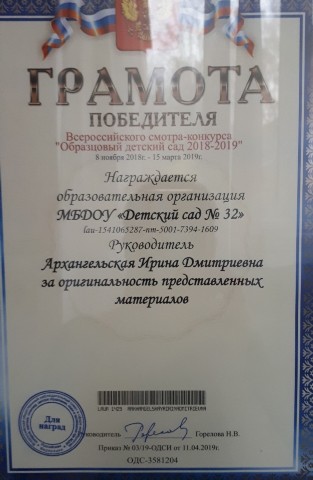 ГРАМОТА
ПОБЕДИТЕЛЯ
Всероссийского смотра-конкурса
"Образцовый детский сад 2018-2019"
8 ноября 2018г. - 15 марта 2019г.
Награждается
образовательная организация
МБДОУ «Детский сад № 32»
lau-1541065287-nm-5001-7394-1609
Руководитель
Архангельская Ирина Дмитриевна
за оригинальность представленных
материалов
Для
наград
Руководитель Горелова Н.В.
Приказ № 03/19-ОДСИ от 11.04.2019г.
ОДС-3581204